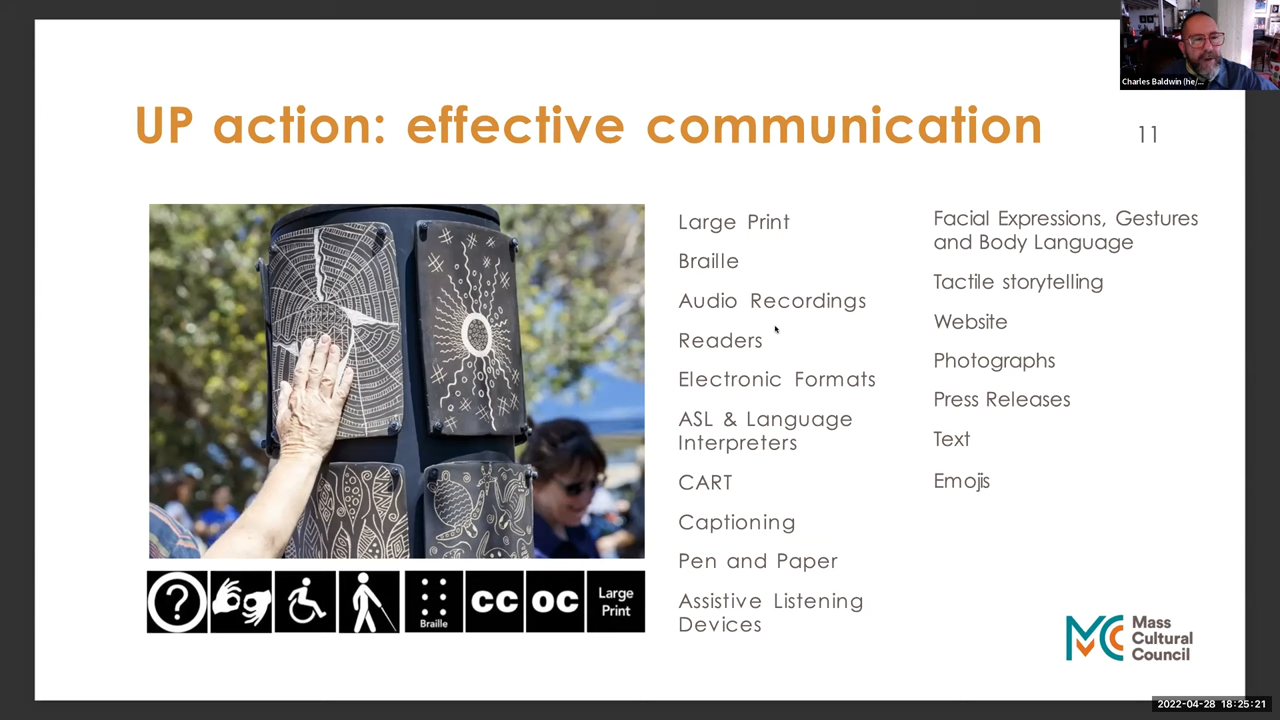 Charles Baldwin (he/...
UP action: effective communication
11
Large Print
Braille
Audio Recordings
Readers
Electronic Formats
ASL & Language
Interpreters
CART
Captioning
Pen and Paper
Assistive Listening
Devices
Facial Expressions, Gestures
and Body Language
Tactile storytelling
Website
Photographs
Press Releases
Text
Emojis
?
Braille
CC
OC
Large
Print
MCC
Mass
Cultural
Council
2022-04-28 18:25:21